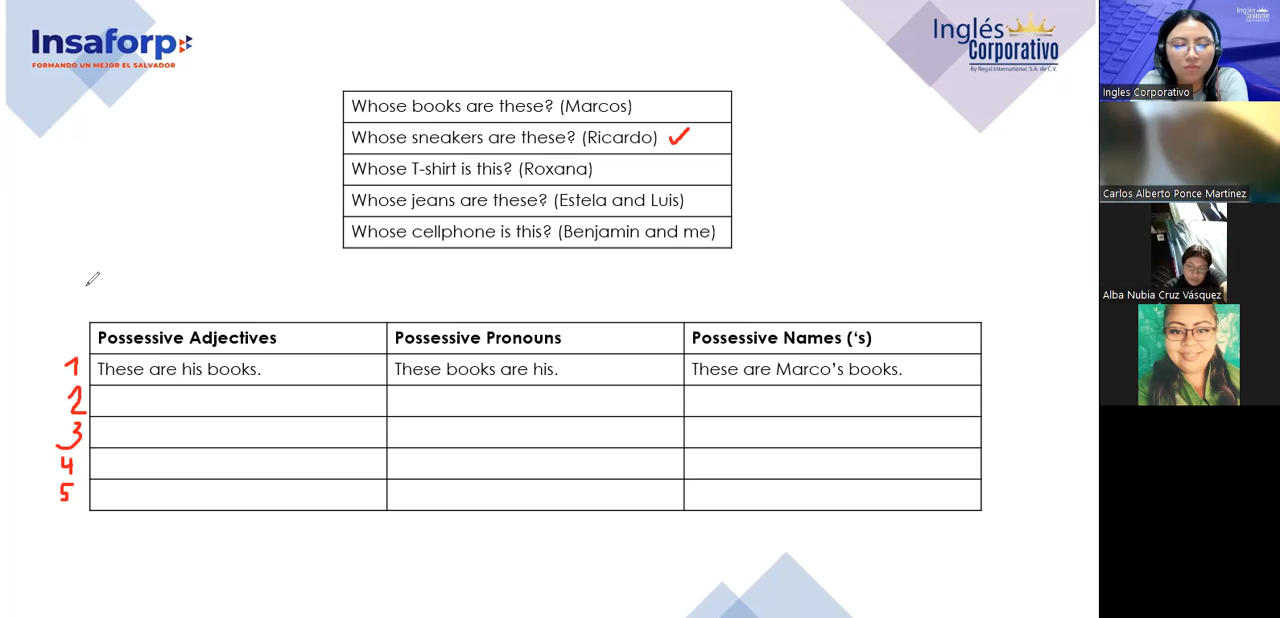 Insaforp
FORMANDO UN MEJOR EL SALVADOR
Inglés
Corporativo
By Regal International, S.A. de C.V.
Whose books are these? (Marcos)
Whose sneakers are these? (Ricardo) ✓
Whose T-shirt is this? (Roxana)
Whose jeans are these? (Estela and Luis)
Whose cellphone is this? (Benjamin and me)
Possessive Adjectives Possessive Pronouns Possessive Names (‘s)
1 These are his books. These books are his. These are Marco’s books.
2
3
4
5
Inglés
Corporativo
Ingles Corporativo
Carlos Alberto Ponce Martinez
Alba Nubia Cruz Vásquez